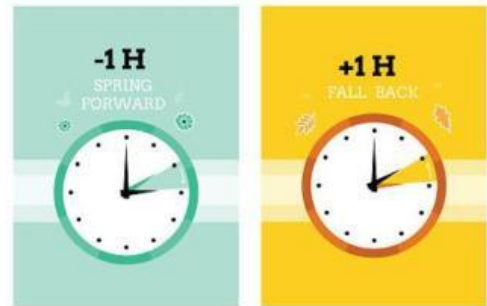 -1 H
SPRING
FORWARD
+1 H
FALL BACK